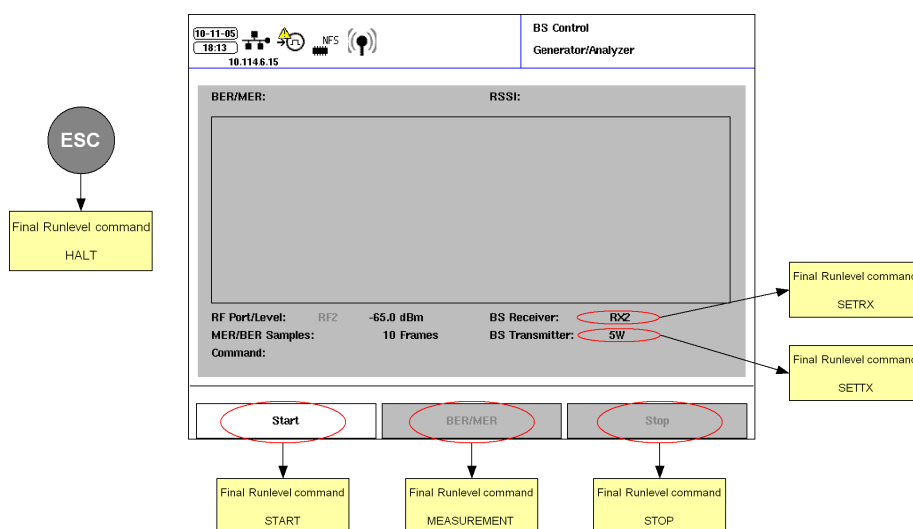 10-11-05
18:13
NFS
10.114.6.15
BS Control
Generator/Analyzer
BER/MER:
RSSI:
ESC
Final Runlevel command
HALT
RF Port/Level: RF2 -65.0 dBm
BS Receiver: RX2
MER/BER Samples: 10 Frames
BS Transmitter: 5W
Command:
Final Runlevel command
SETRX
Final Runlevel command
SETTX
Start
BER/MER
Stop
Final Runlevel command
START
Final Runlevel command
MEASUREMENT
Final Runlevel command
STOP